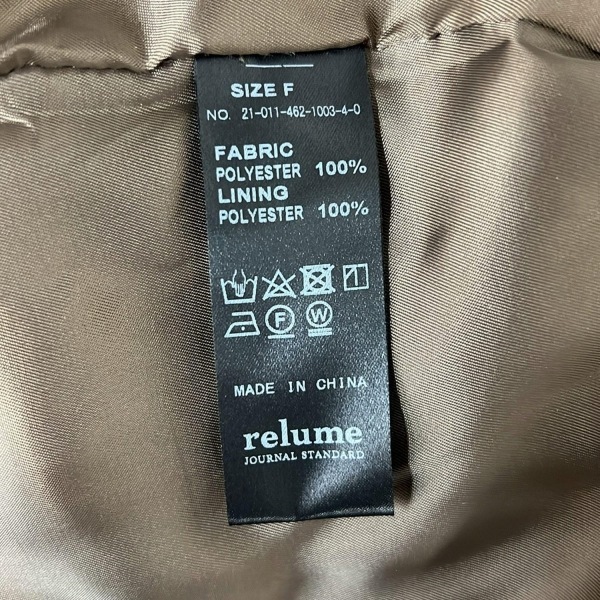 SIZE F
NO. 21-011-462-1003-4-0
FABRIC
POLYESTER 100%
LINING
POLYESTER 100%
F W
MADE IN CHINA
relume
JOURNAL STANDARD